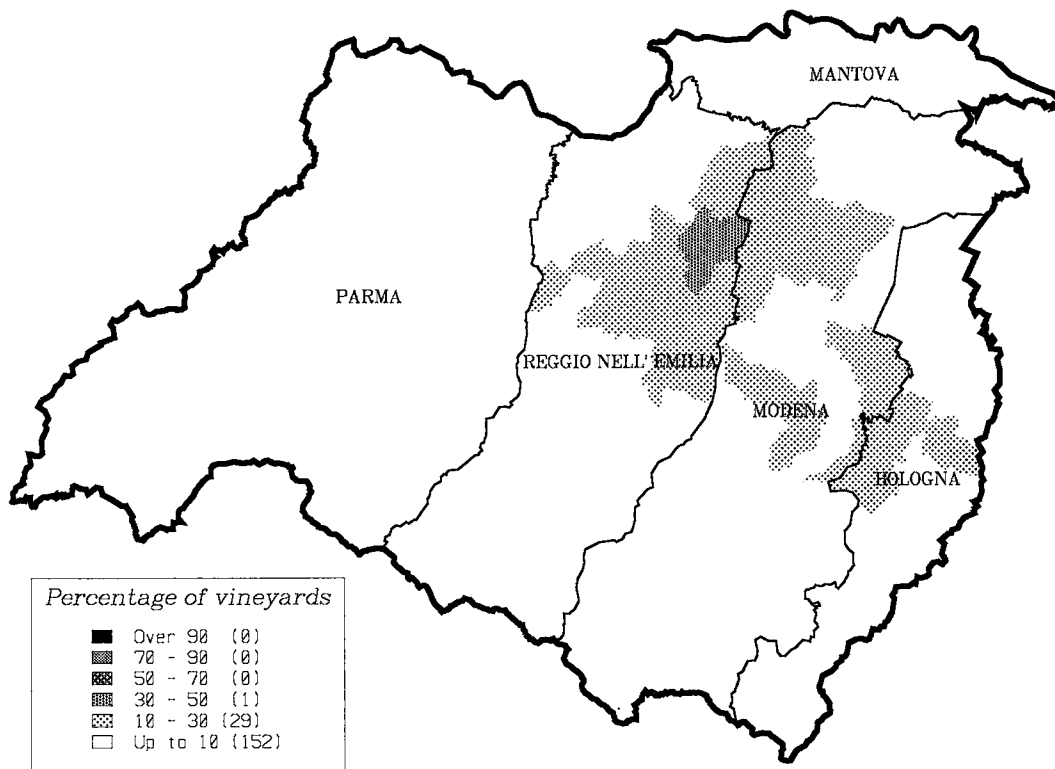 MANTOVA
PARMA
REGGIO NELL' EMILIA
MODENA
HOLOGNA
Percentage of vineyards
Over 90 (0)
70 - 90 (0)
50 - 70 (0)
30 - 50 (1)
10 - 30 (29)
Up to 10 (152)